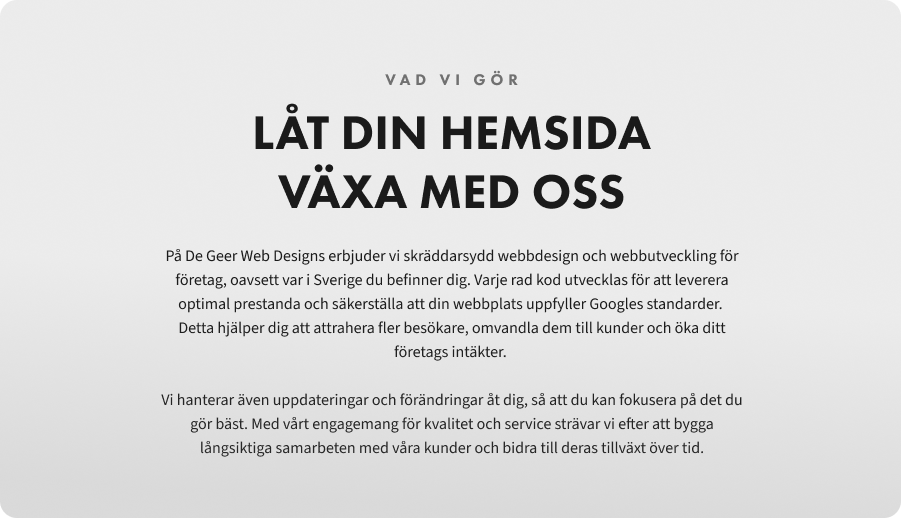 VAD VI GÖR
LÅT DIN HEMSIDA
VÄXA MED OSS
På De Geer Web Designs erbjuder vi skräddarsydd webbdesign och webbutveckling för
företag, oavsett var i Sverige du befinner dig. Varje rad kod utvecklas för att leverera
optimal prestanda och säkerställa att din webbplats uppfyller Googles standarder.
Detta hjälper dig att attrahera fler besökare, omvandla dem till kunder och öka ditt
företags intäkter.
Vi hanterar även uppdateringar och förändringar åt dig, så att du kan fokusera på det du
gör bäst. Med vårt engagemang för kvalitet och service strävar vi efter att bygga
långsiktiga samarbeten med våra kunder och bidra till deras tillväxt över tid.